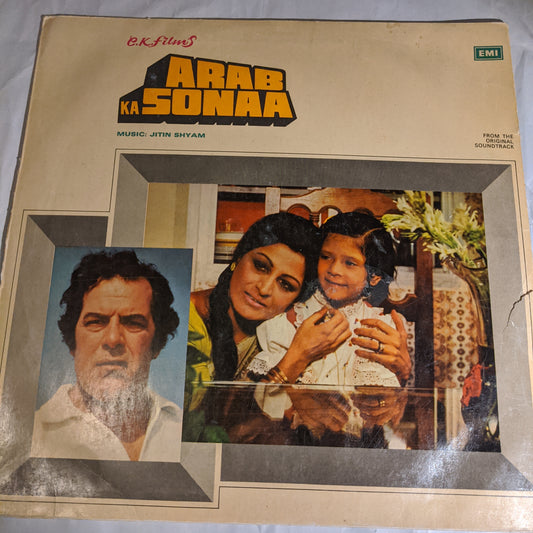 e.K. films
EMI
ARAB
KA SONAA
MUSIC: JITIN SHYAM
FROM THE
ORIGINAL
SOUNDTRACK